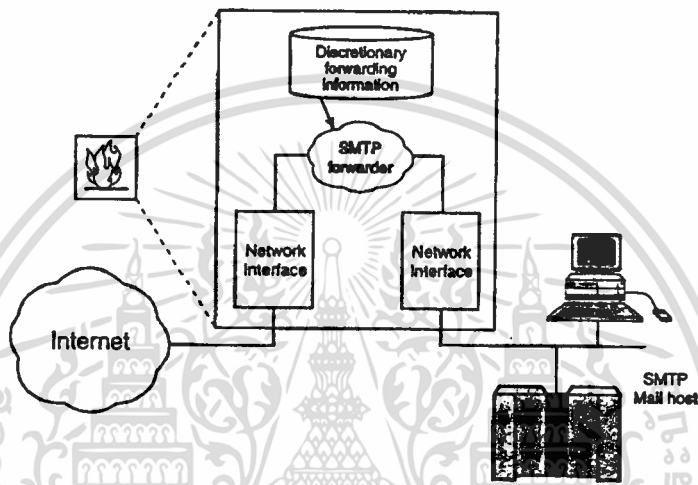 Discretionary
forwarding
information
SMTP
forwarder
Network
Interface
Network
Interface
Internet
SMTP
Mail host